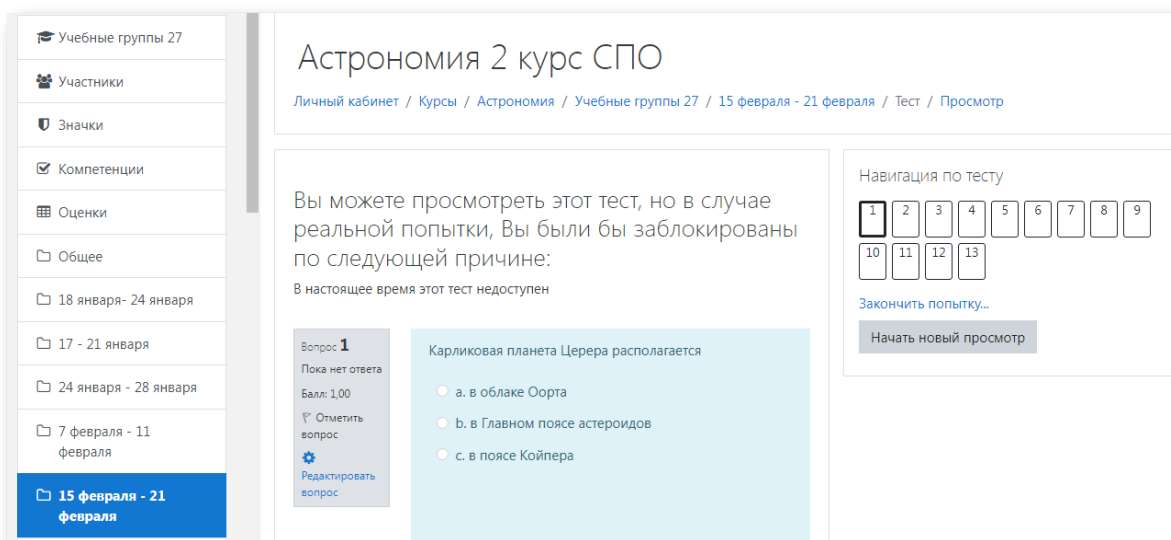 Учебные группы 27
Участники
Значки
Компетенции
Оценки
Общее
18 января- 24 января
17 - 21 января
24 января - 28 января
7 февраля - 11
февраля
15 февраля - 21
февраля
Астрономия 2 курс СПО
Личный кабинет / Курсы / Астрономия / Учебные группы 27 / 15 февраля - 21 февраля / Тест / Просмотр
Вы можете просмотреть этот тест, но в случае
реальной попытки, Вы были бы заблокированы
по следующей причине:
В настоящее время этот тест недоступен
Вопрос 1
Пока нет ответа
Балл: 1,00
Отметить
вопрос
Редактировать
вопрос
Карликовая планета Церера располагается
a. в облаке Оорта
b. в Главном поясе астероидов
c. в поясе Койпера
Навигация по тесту
1 2 3 4 5 6 7 8 9
10 11 12 13
Закончить попытку...
Начать новый просмотр